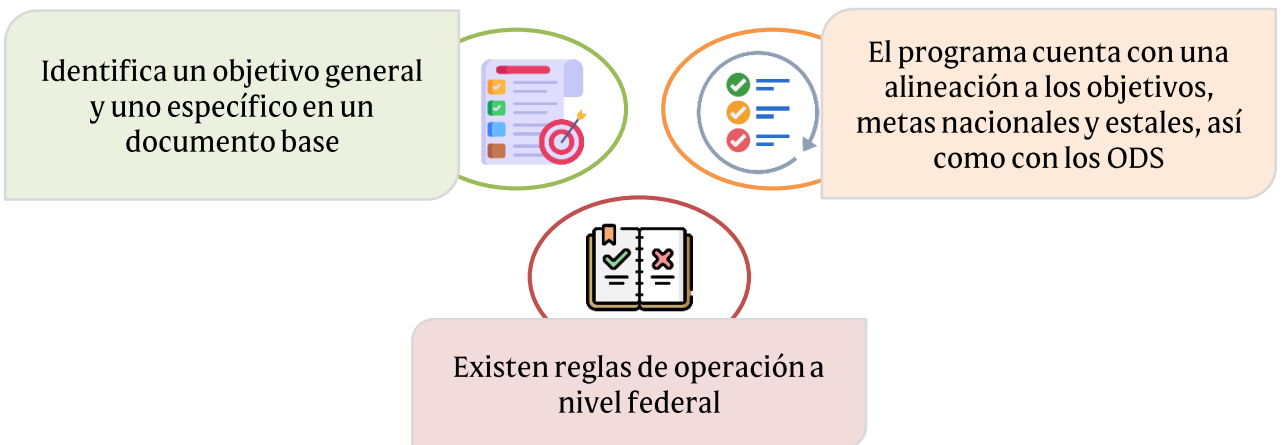 Identifica un objetivo general
y uno específico en un
documento base
El programa cuenta con una
alineación a los objetivos,
metas nacionales y estales, así
como con los ODS
Existen reglas de operación a
nivel federal